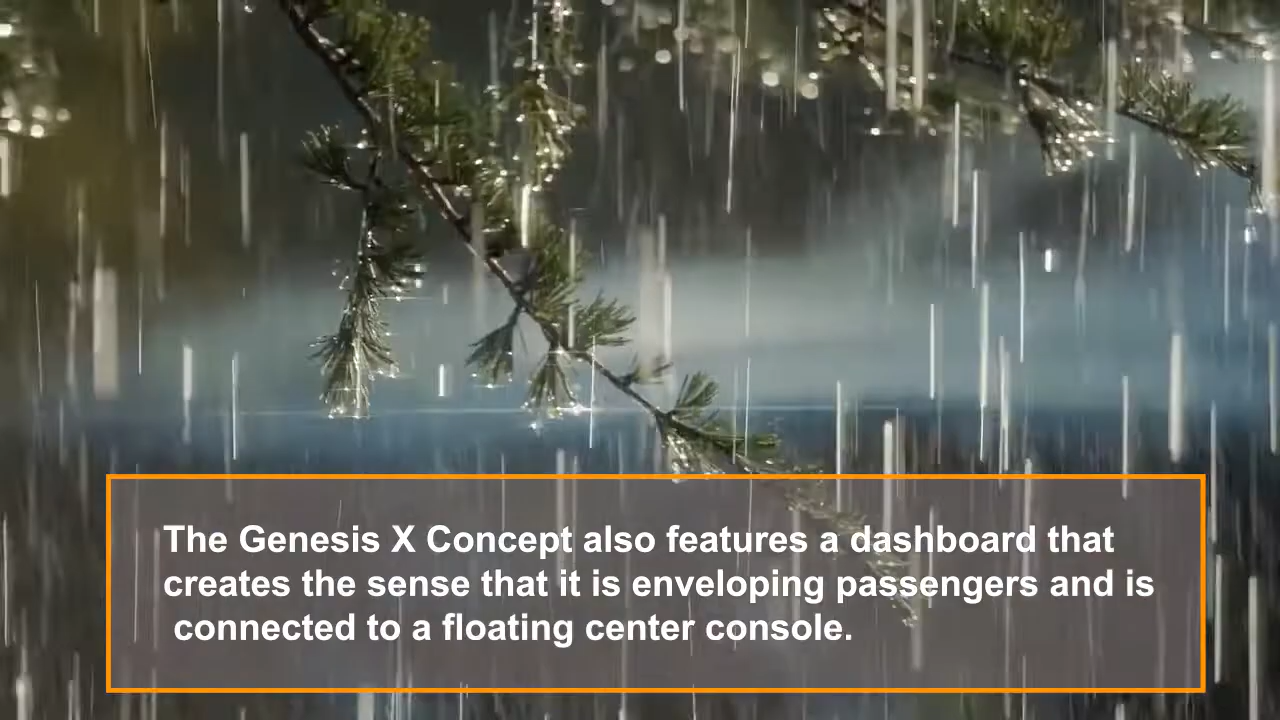 The Genesis X Concept also features a dashboard that
creates the sense that it is enveloping passengers and is
connected to a floating center console.